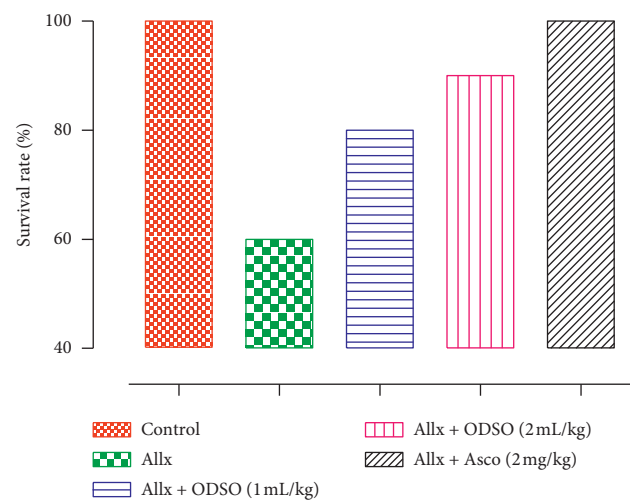 100
80
60
40
Survival rate (%)
Control
Allx
Allx + ODSO (1 mL/kg)
Allx + ODSO (2 mL/kg)
Allx + Asco (2 mg/kg)